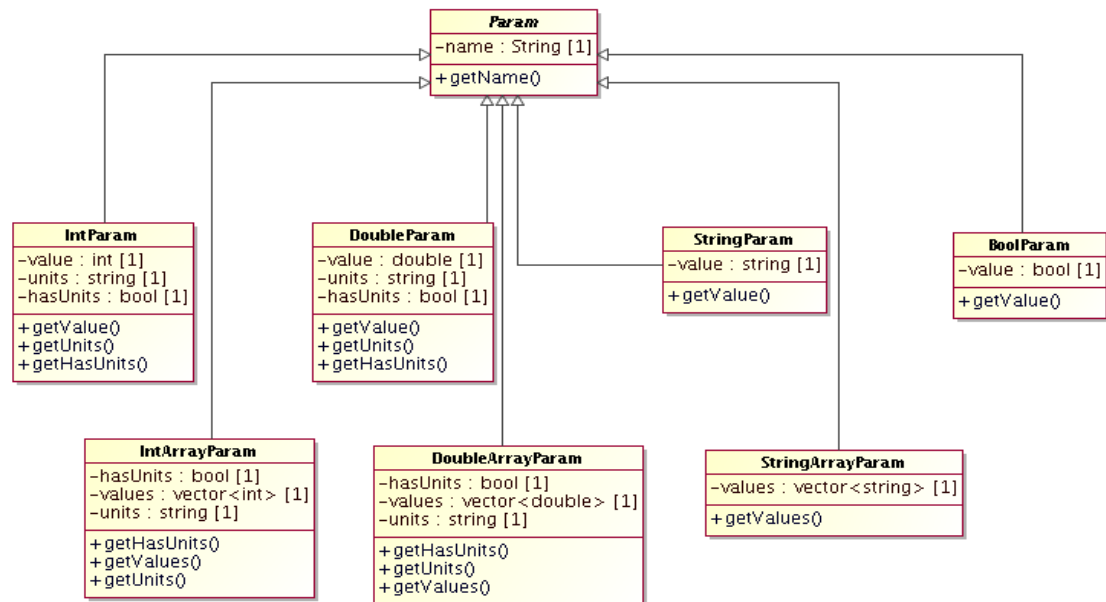 Param
-name : String [1]
+getName()
IntParam
-value : int [1]
-units : string [1]
-hasUnits : bool [1]
+getValue()
+getUnits()
+getHasUnits()
DoubleParam
-value : double [1]
-units : string [1]
-hasUnits : bool [1]
+getValue()
+getUnits()
+getHasUnits()
StringParam
-value : string [1]
+getValue()
BoolParam
-value : bool [1]
+getValue()
IntArrayParam
-hasUnits : bool [1]
-values : vector<int> [1]
-units : string [1]
+getHasUnits()
+getValues()
+getUnits()
DoubleArrayParam
-hasUnits : bool [1]
-values : vector<double> [1]
-units : string [1]
+getHasUnits()
+getUnits()
+getValues()
StringArrayParam
-values : vector<string> [1]
+getValues()